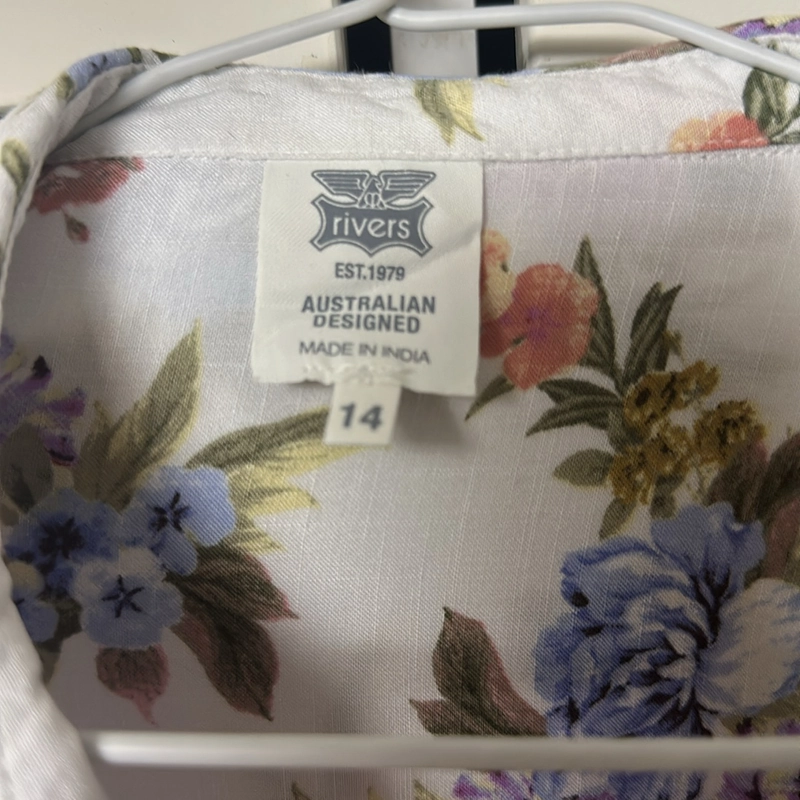 rivers
EST.1979
AUSTRALIAN
DESIGNED
MADE IN INDIA
14